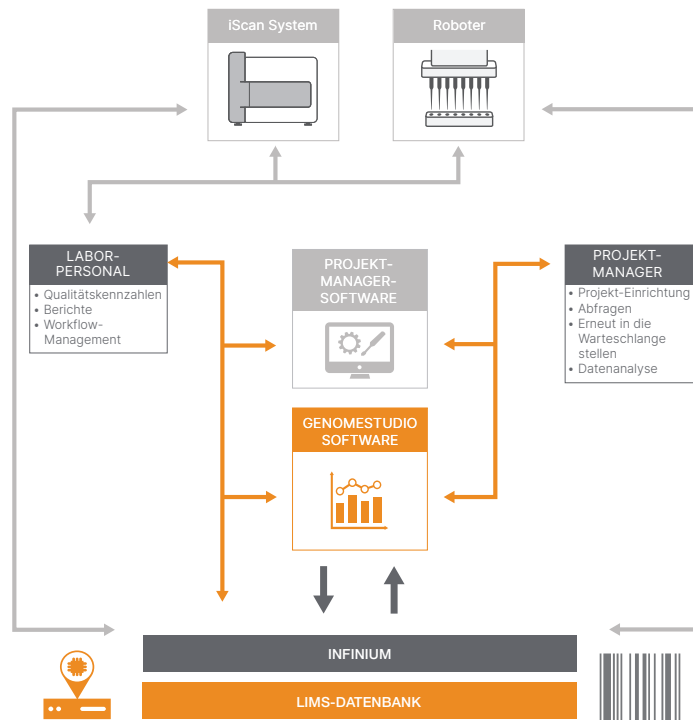 iScan System
Roboter
LABOR-
PERSONAL
• Qualitätskennzahlen
• Berichte
• Workflow-
Management
PROJEKT-
MANAGER-
SOFTWARE
PROJEKT-
MANAGER
• Projekt-Einrichtung
• Abfragen
• Erneut in die
Warteschlange
stellen
• Datenanalyse
GENOMESTUDIO
SOFTWARE
INFINIUM
LIMS-DATENBANK